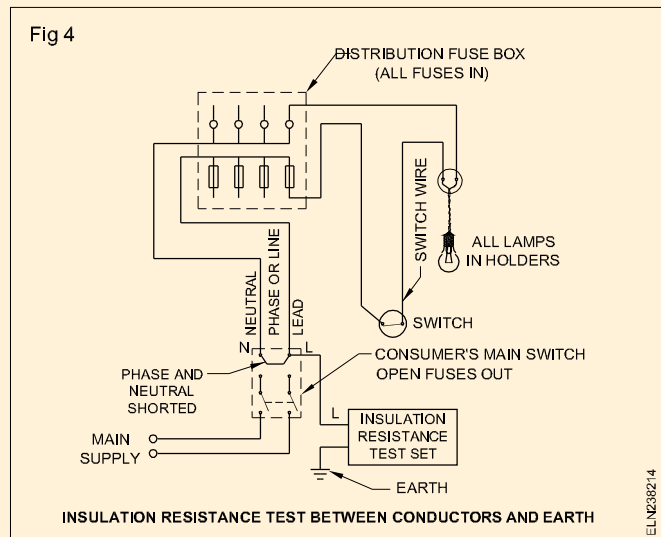 Fig 4
DISTRIBUTION FUSE BOX
(ALL FUSES IN)
SWITCH WIRE
ALL LAMPS
IN HOLDERS
SWITCH
NEUTRAL
PHASE OR LINE
LEAD
N
L
PHASE AND
NEUTRAL
SHORTED
CONSUMER'S MAIN SWITCH
OPEN FUSES OUT
L
INSULATION
RESISTANCE
TEST SET
MAIN
SUPPLY
EARTH
INSULATION RESISTANCE TEST BETWEEN CONDUCTORS AND EARTH
ELN238214